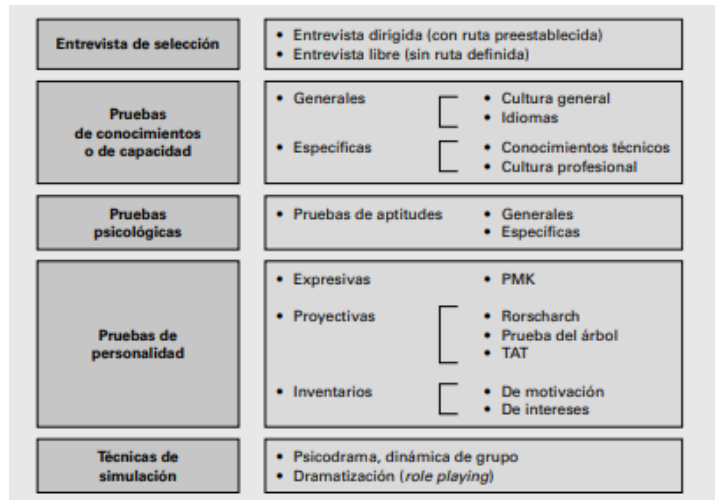 Entrevista de selección
• Entrevista dirigida (con ruta preestablecida)
• Entrevista libre (sin ruta definida)
Pruebas
de conocimientos
o de capacidad
• Generales
• Cultura general
• Idiomas
• Específicas
• Conocimientos técnicos
• Cultura profesional
Pruebas
psicológicas
• Pruebas de aptitudes
• Generales
• Específicas
Pruebas de
personalidad
• Expresivas
• PMK
• Proyectivas
• Rorscharch
• Prueba del árbol
• TAT
• Inventarios
• De motivación
• De intereses
Técnicas de
simulación
• Psicodrama, dinámica de grupo
• Dramatización (role playing)